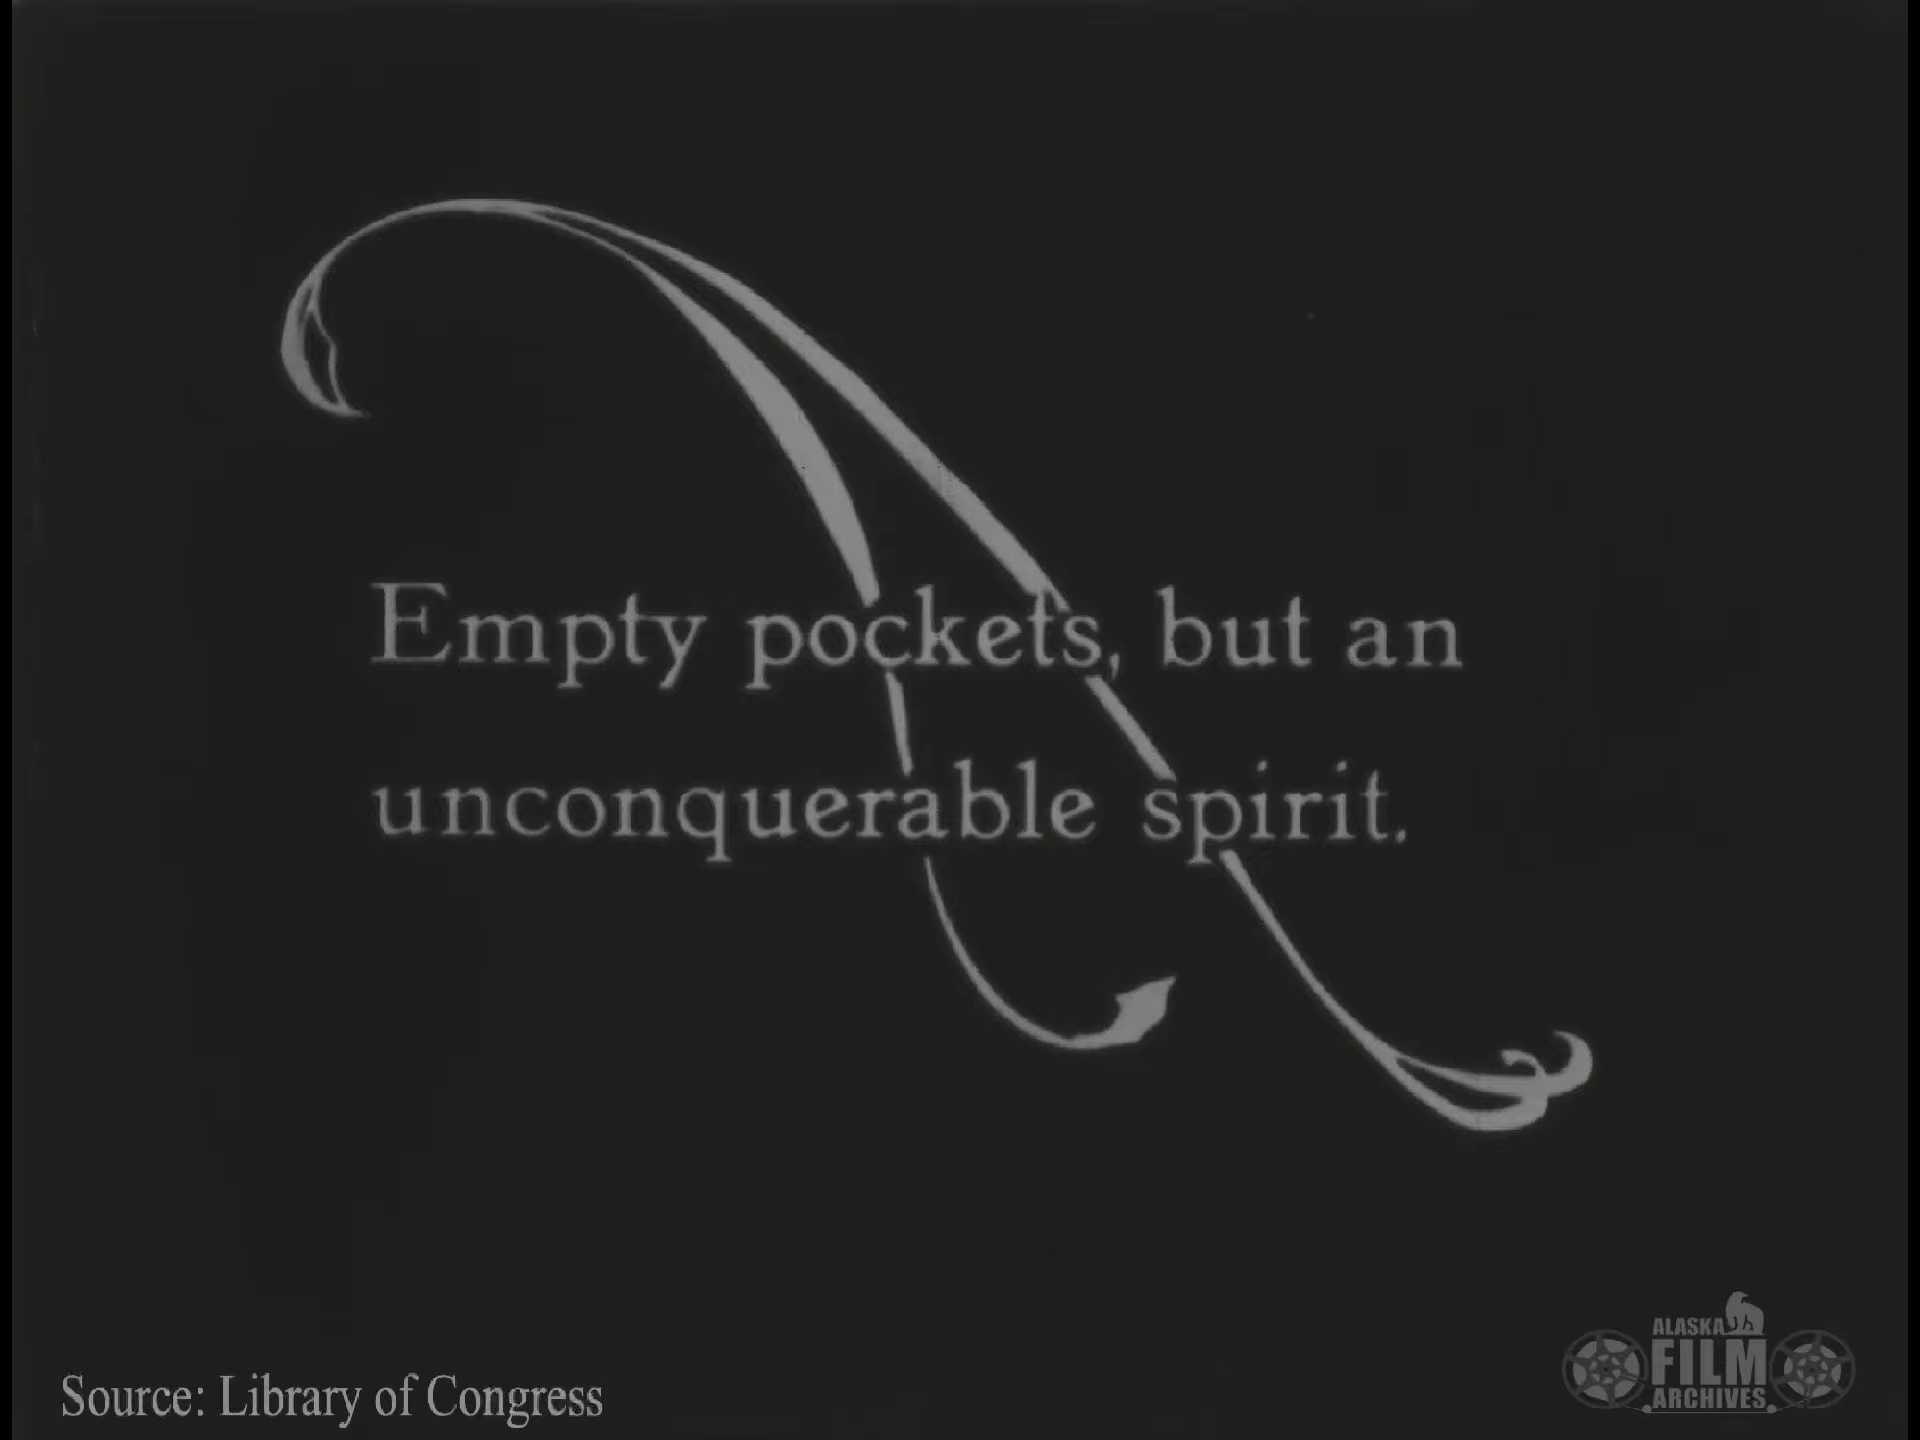 Empty pockets, but an
unconquerable spirit.
Source: Library of Congress
ALASKA
FILM
ARCHIVES